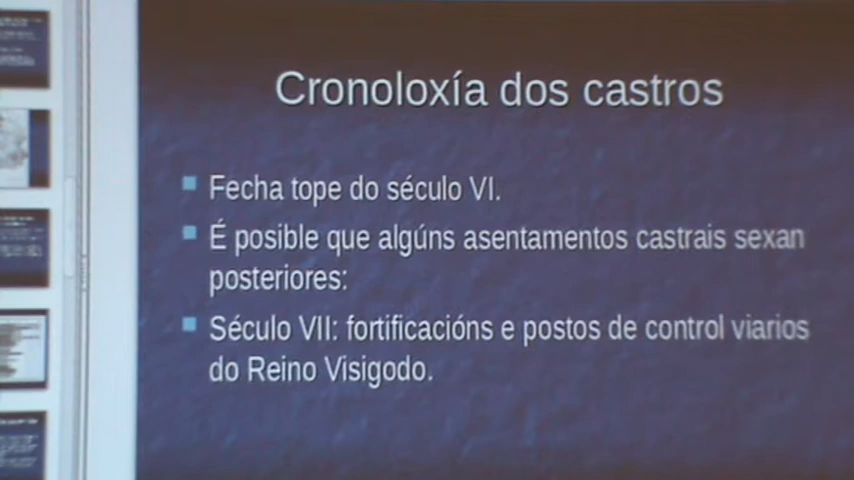 Cronoloxía dos castros
Fecha tope do século VI.
É posible que algúns asentamentos castrais sexan
posteriores:
Século VII: fortificacións e postos de control viarios
do Reino Visigodo.